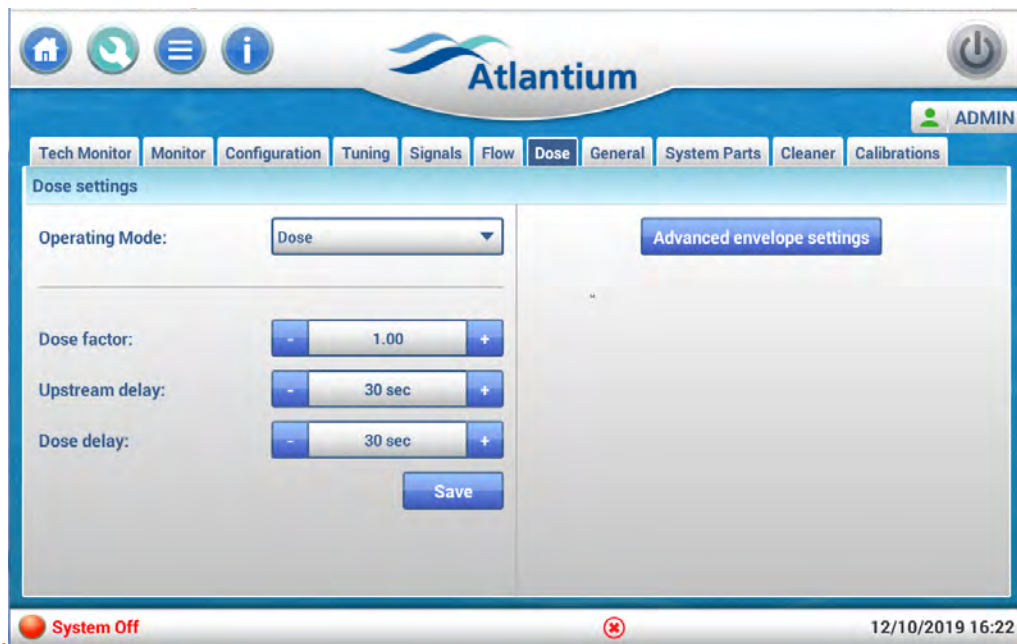 Atlantium
ADMIN
Tech Monitor Monitor Configuration Tuning Signals Flow Dose General System Parts Cleaner Calibrations
Dose settings
Operating Mode: Dose Advanced envelope settings
Dose factor: - 1.00 +
Upstream delay: - 30 sec +
Dose delay: - 30 sec +
Save
System Off 12/10/2019 16:22